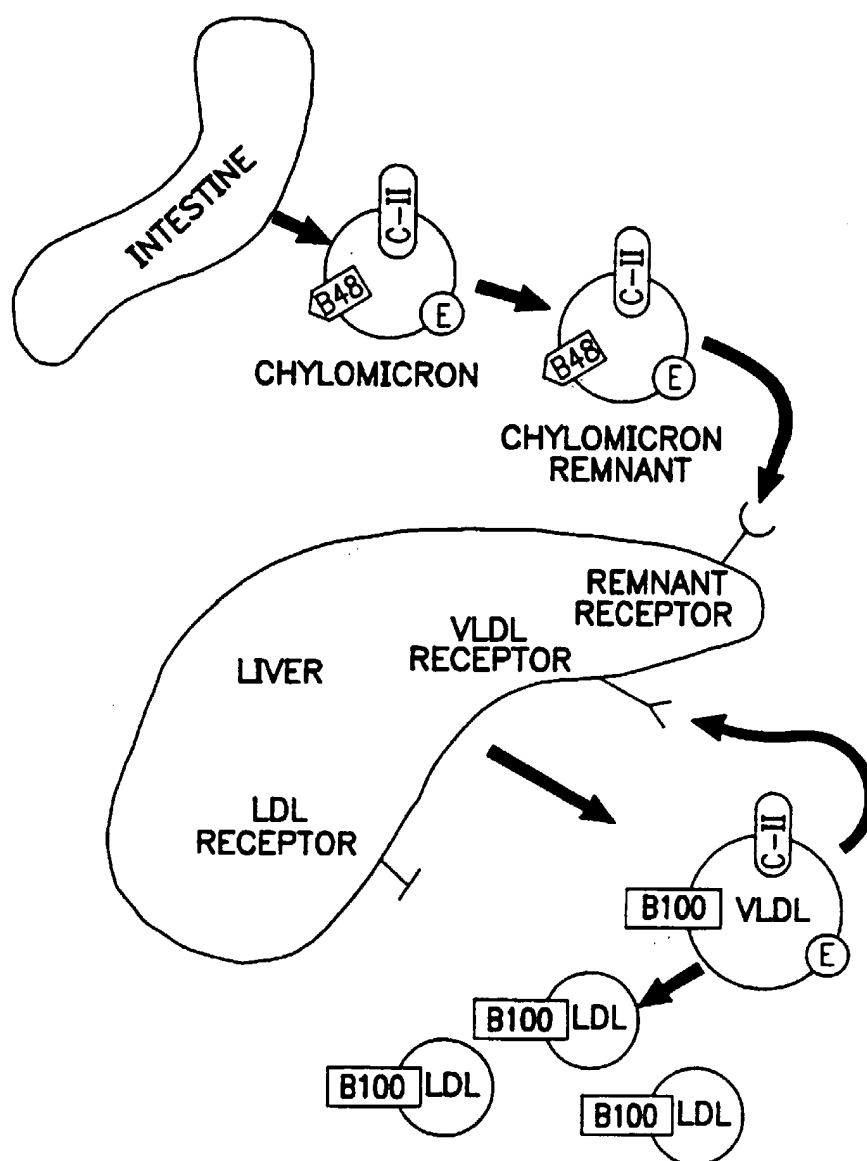 INTESTINE
C-II
B48
E
CHYLOMICRON
C-II
B48
E
CHYLOMICRON
REMNANT
REMNANT
RECEPTOR
VLDL
RECEPTOR
LIVER
LDL
RECEPTOR
C-II
B100 VLDL
E
B100 LDL
B100 LDL
B100 LDL